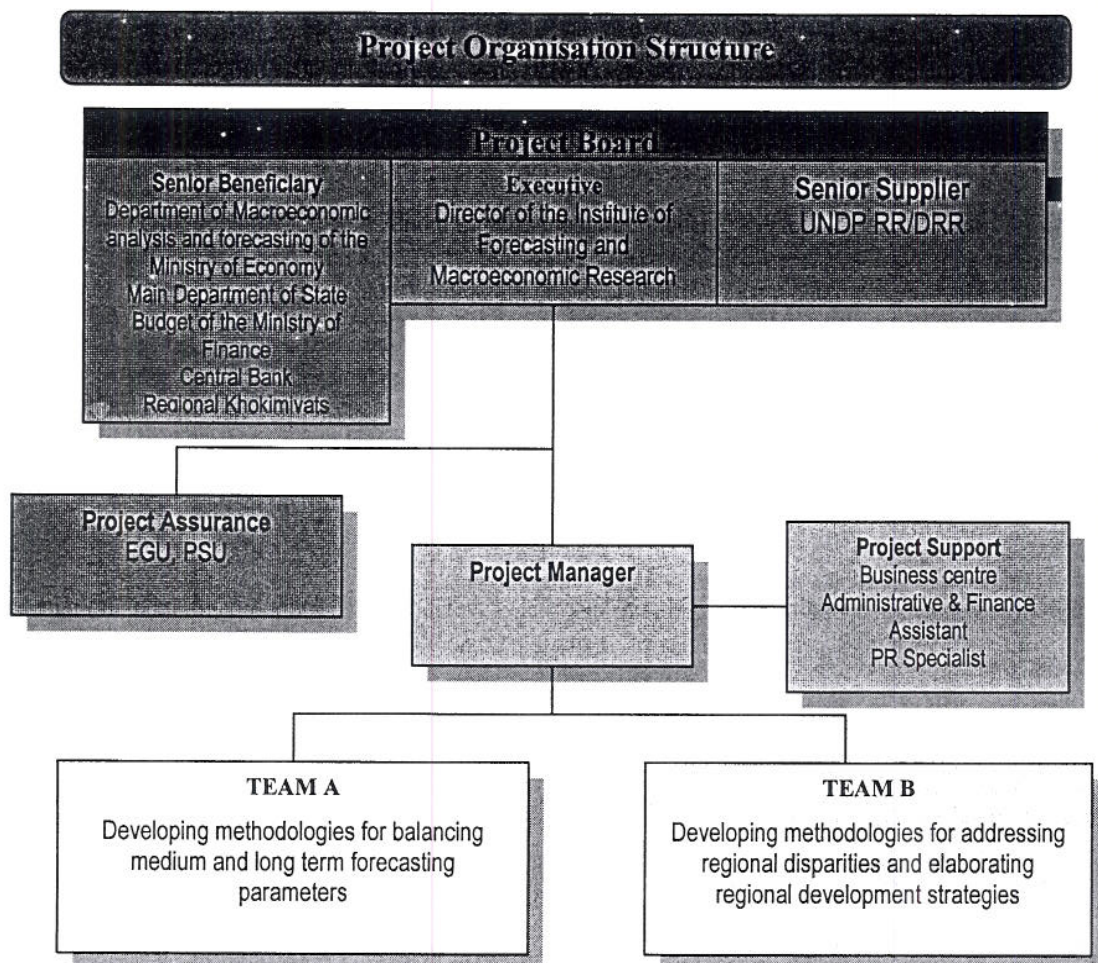 Project Organisation Structure
Project Board
Senior Beneficiary
Department of Macroeconomic
analysis and forecasting of the
Ministry of Economy
Main Department of State
Budget of the Ministry of
Finance
Central Bank
Regional Khokimiyats
Executive
Director of the Institute of
Forecasting and
Macroeconomic Research
Senior Supplier
UNDP RR/DRR
Project Assurance
EGU, PSU
Project Manager
Project Support
Business centre
Administrative & Finance
Assistant
PR Specialist
TEAM A
Developing methodologies for balancing
medium and long term forecasting
parameters
TEAM B
Developing methodologies for addressing
regional disparities and elaborating
regional development strategies